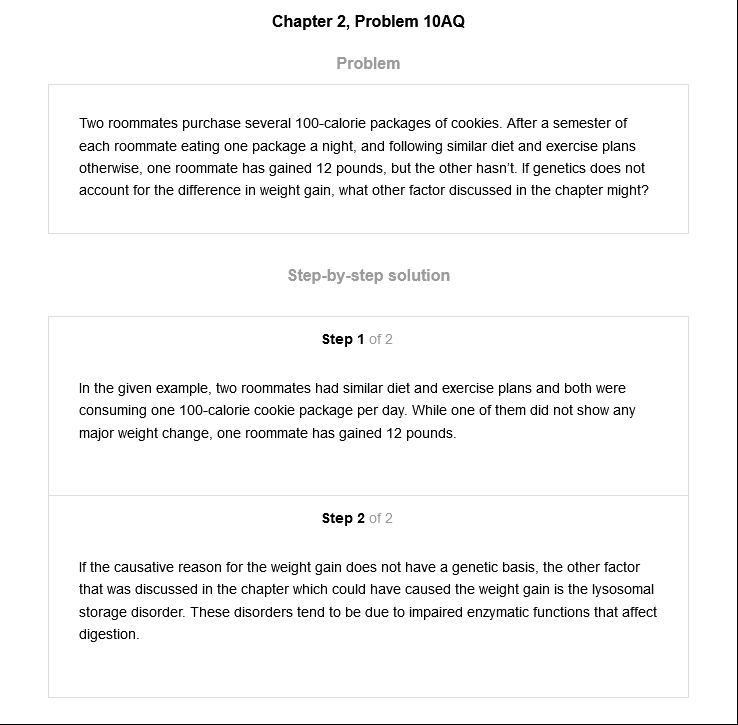 Chapter 2, Problem 10AQ
Problem
Two roommates purchase several 100-calorie packages of cookies. After a semester of
each roommate eating one package a night, and following similar diet and exercise plans
otherwise, one roommate has gained 12 pounds, but the other hasn't. If genetics does not
account for the difference in weight gain, what other factor discussed in the chapter might?
Step-by-step solution
Step 1 of 2
In the given example, two roommates had similar diet and exercise plans and both were
consuming one 100-calorie cookie package per day. While one of them did not show any
major weight change, one roommate has gained 12 pounds.
Step 2 of 2
If the causative reason for the weight gain does not have a genetic basis, the other factor
that was discussed in the chapter which could have caused the weight gain is the lysosomal
storage disorder. These disorders tend to be due to impaired enzymatic functions that affect
digestion.